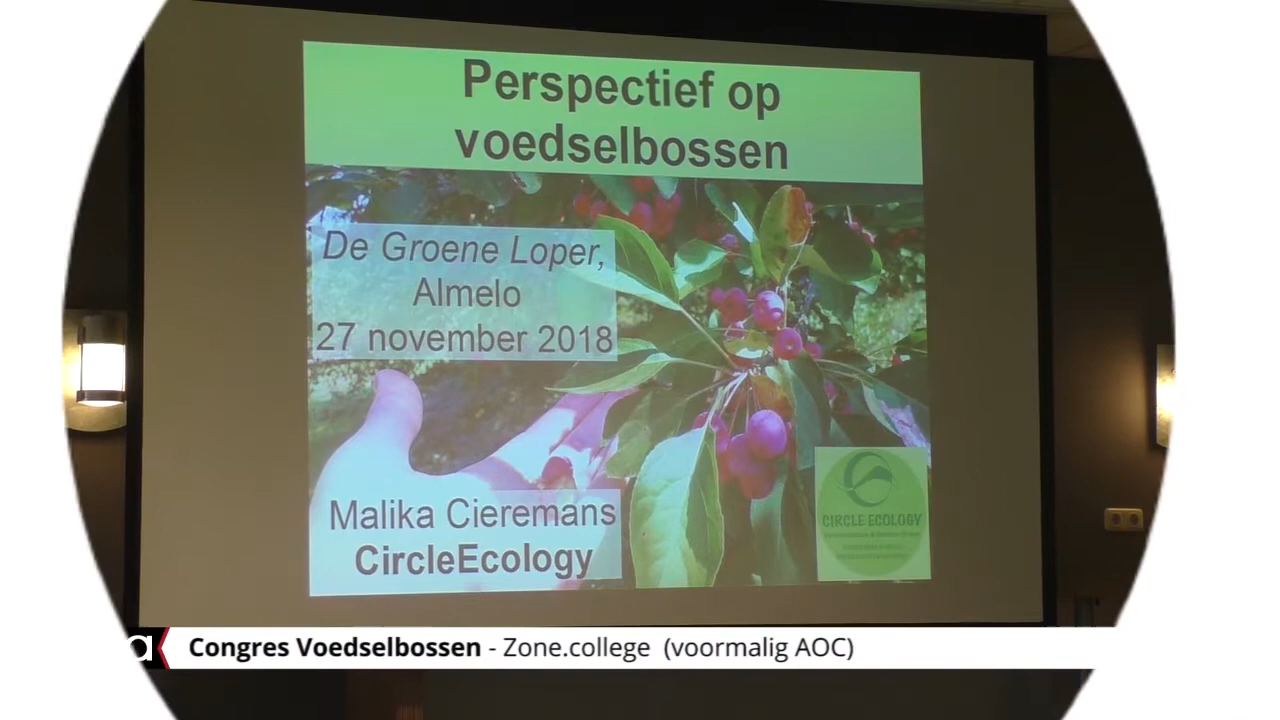 Perspectief op
voedselbossen
De Groene Loper,
Almelo
27 november 2018
Malika Cieremans
CircleEcology
CIRCLE ECOLOGY
a
Congres Voedselbossen - Zone.college (voormalig AOC)